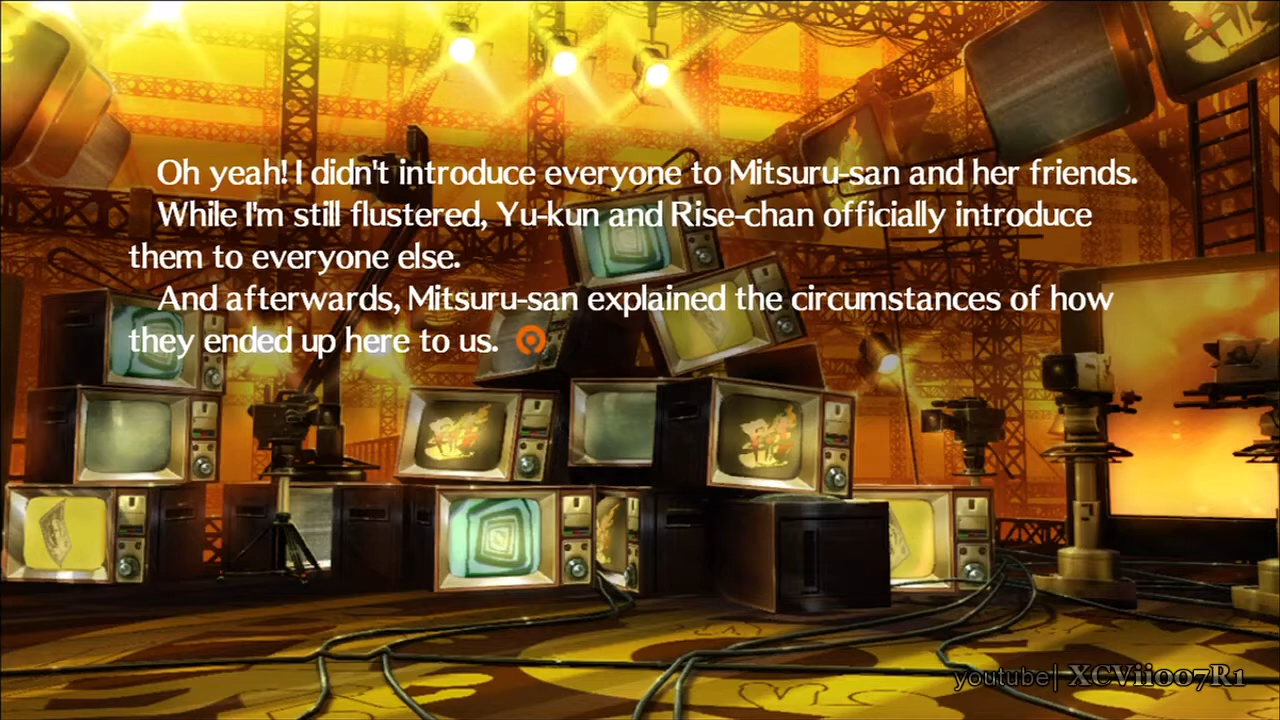 Oh yeah! I didn't introduce everyone to Mitsuru-san and her friends.
While I'm still flustered, Yu-kun and Rise-chan officially introduce
them to everyone else.
And afterwards, Mitsuru-san explained the circumstances of how
they ended up here to us.
youtube| XCViii007R1